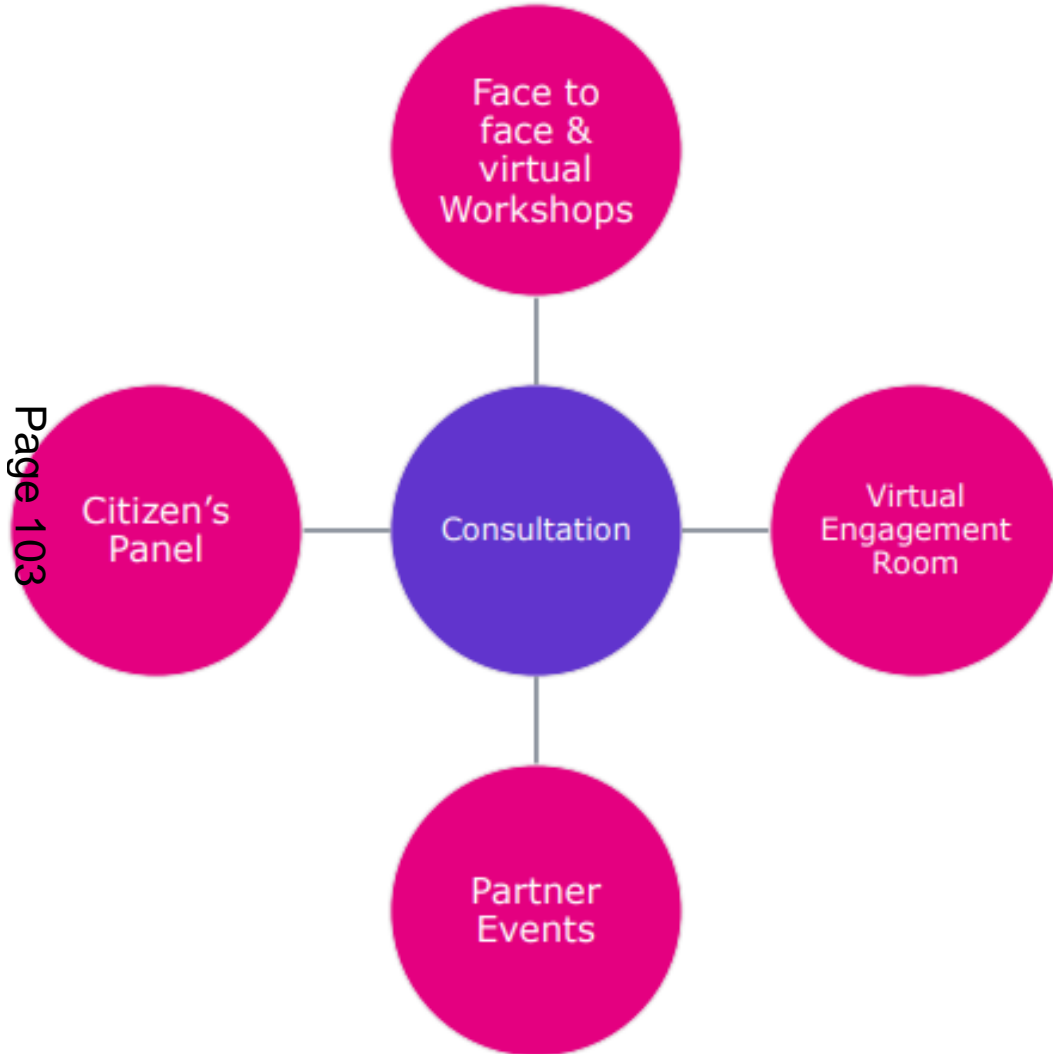 Face to
face &
virtual
Workshops
Page 103
Citizen’s
Panel
Consultation
Virtual
Engagement
Room
Partner
Events